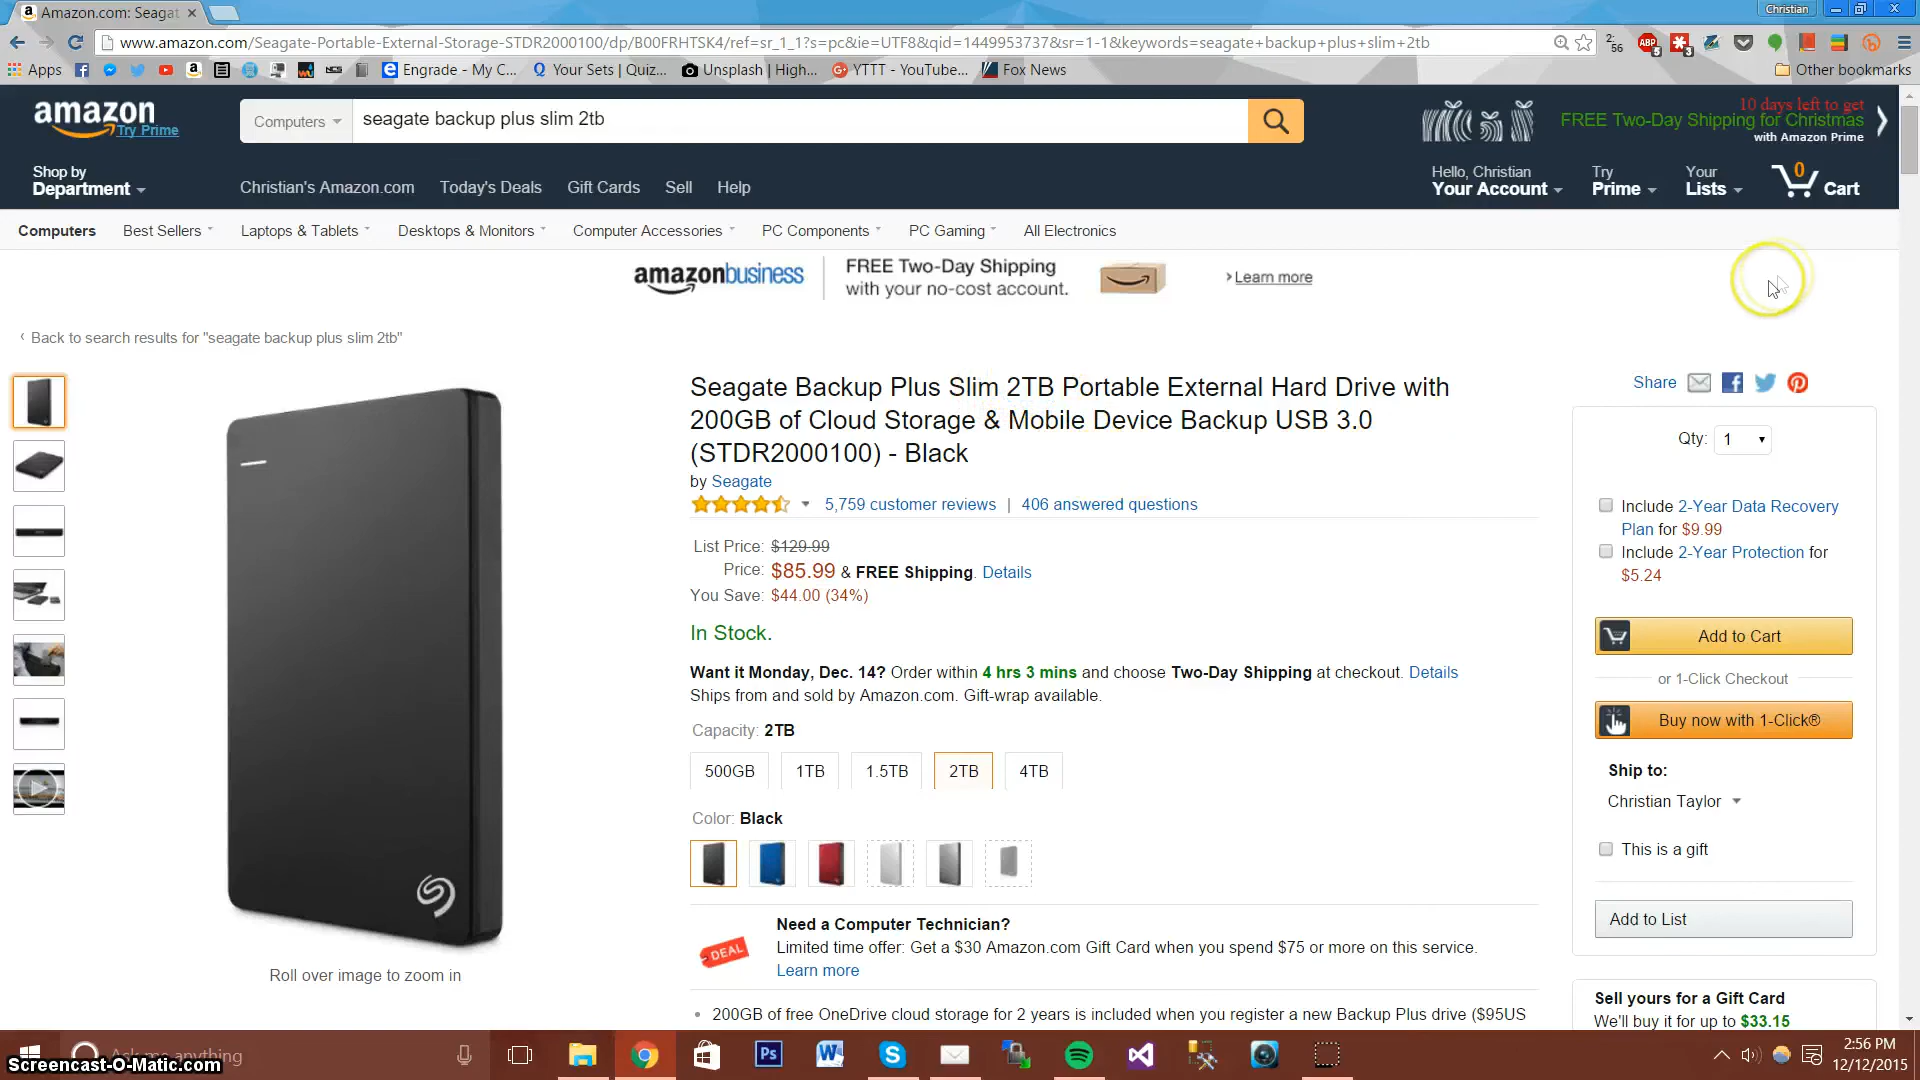 Amazon.com: Seagat
Christian
www.amazon.com/Seagate-Portable-External-Storage-STDR2000100/dp/B00FRHTSK4/ref=sr_1_1?s=pc&ie=UTF8&qid=1449953737&sr=1-1&keywords=seagate+backup+plus+slim+2tb
2:
56
ABP
5
3
Apps
Engrade - My C...
Your Sets | Quiz...
Unsplash | High...
YTTT - YouTube...
Fox News
Other bookmarks
amazon
Try Prime
Computers
seagate backup plus slim 2tb
10 days left to get
FREE Two-Day Shipping for Christmas
with Amazon Prime
Shop by
Department
Christian's Amazon.com
Today's Deals
Gift Cards
Sell
Help
Hello, Christian
Your Account
Try
Prime
Your
Lists
0
Cart
Computers
Best Sellers
Laptops & Tablets
Desktops & Monitors
Computer Accessories
PC Components
PC Gaming
All Electronics
amazonbusiness
FREE Two-Day Shipping
with your no-cost account.
Learn more
‹ Back to search results for "seagate backup plus slim 2tb"
Seagate Backup Plus Slim 2TB Portable External Hard Drive with
200GB of Cloud Storage & Mobile Device Backup USB 3.0
(STDR2000100) - Black
by Seagate
5,759 customer reviews | 406 answered questions
List Price: $129.99
Price: $85.99 & FREE Shipping. Details
You Save: $44.00 (34%)
In Stock.
Want it Monday, Dec. 14? Order within 4 hrs 3 mins and choose Two-Day Shipping at checkout. Details
Ships from and sold by Amazon.com. Gift-wrap available.
Capacity: 2TB
500GB
1TB
1.5TB
2TB
4TB
Color: Black
DEAL
Need a Computer Technician?
Limited time offer: Get a $30 Amazon.com Gift Card when you spend $75 or more on this service.
Learn more
• 200GB of free OneDrive cloud storage for 2 years is included when you register a new Backup Plus drive ($95US
Roll over image to zoom in
Share
Qty: 1
Include 2-Year Data Recovery
Plan for $9.99
Include 2-Year Protection for
$5.24
Add to Cart
or 1-Click Checkout
Buy now with 1-Click®
Ship to:
Christian Taylor
This is a gift
Add to List
Sell yours for a Gift Card
We'll buy it for up to $33.15
Ask me anything
Screencast-O-Matic.com
Ps
2:56 PM
12/12/2015